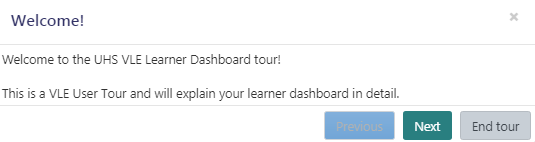 Welcome!
×
Welcome to the UHS VLE Learner Dashboard tour!
This is a VLE User Tour and will explain your learner dashboard in detail.
Previous
Next
End tour